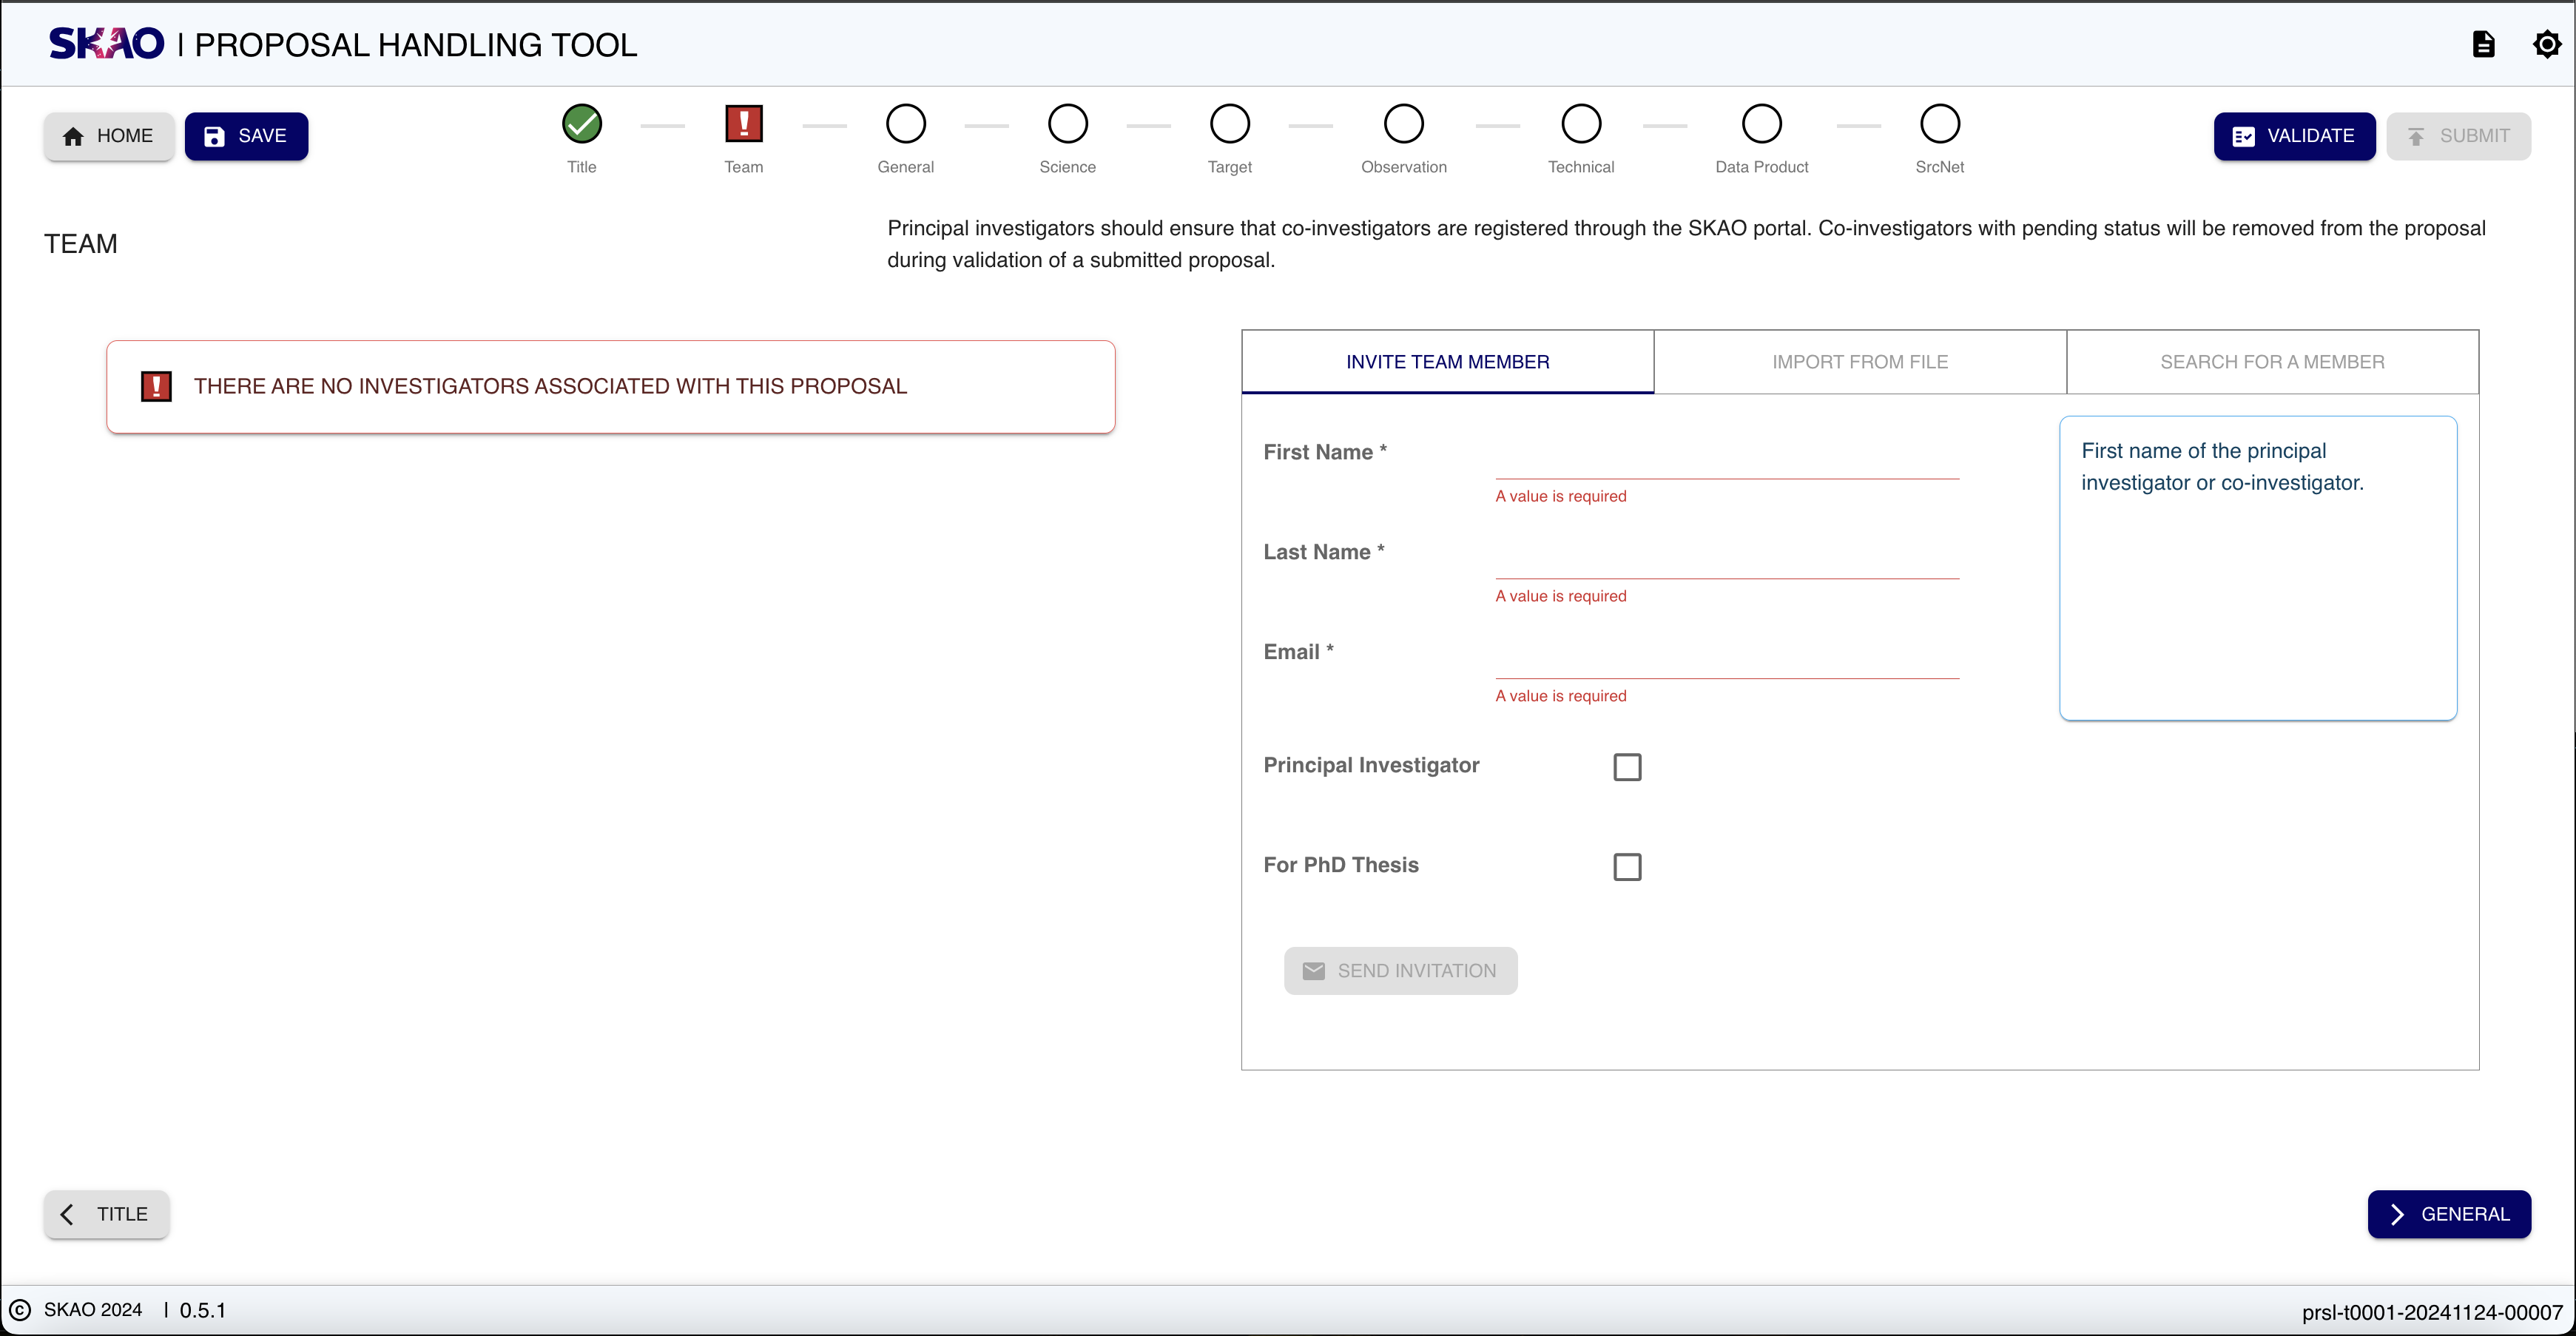 SKAO | PROPOSAL HANDLING TOOL
HOME
SAVE
Title
Team
General
Science
Target
Observation
Technical
Data Product
SrcNet
VALIDATE
SUBMIT
TEAM
Principal investigators should ensure that co-investigators are registered through the SKAO portal. Co-investigators with pending status will be removed from the proposal
during validation of a submitted proposal.
THERE ARE NO INVESTIGATORS ASSOCIATED WITH THIS PROPOSAL
INVITE TEAM MEMBER
IMPORT FROM FILE
SEARCH FOR A MEMBER
First Name *
A value is required
Last Name *
A value is required
Email *
A value is required
Principal Investigator
For PhD Thesis
SEND INVITATION
First name of the principal
investigator or co-investigator.
TITLE
GENERAL
© SKAO 2024 | 0.5.1
prsl-t0001-20241124-00007